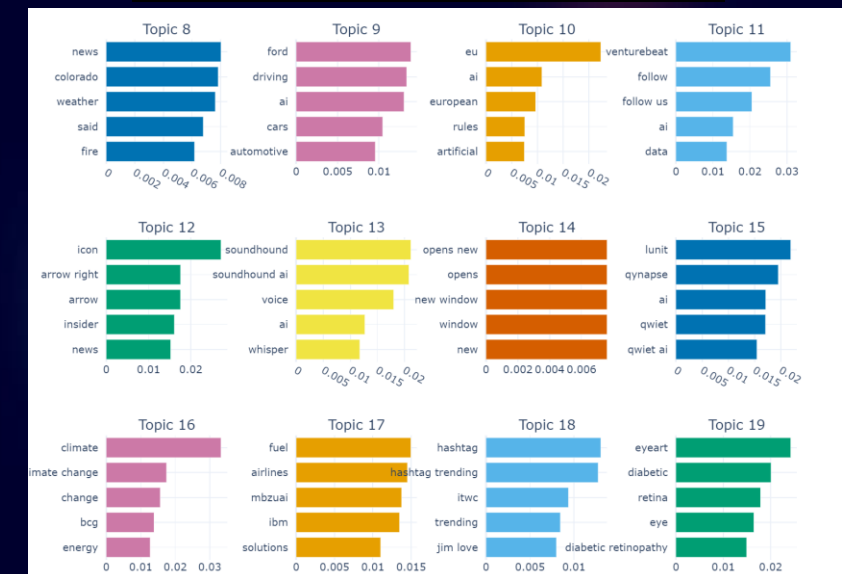 Topic 8
news
colorado
weather
said
fire
0 0.002 0.004 0.006 0.008
Topic 9
ford
driving
ai
cars
automotive
0 0.005 0.01
Topic 10
eu
ai
european
rules
artificial
0 0.005 0.01 0.015 0.02
Topic 11
venturebeat
follow
follow us
ai
data
0 0.01 0.02 0.03
Topic 12
icon
arrow right
arrow
insider
news
0 0.01 0.02
Topic 13
soundhound
soundhound ai
voice
ai
whisper
0 0.005 0.01 0.015 0.02
Topic 14
opens new
opens
new window
window
new
0 0.002 0.004 0.006
Topic 15
lunit
qynapse
ai
qwiet
qwiet ai
0 0.005 0.01 0.015 0.02
Topic 16
climate
imate change
change
bcg
energy
0 0.01 0.02 0.03
Topic 17
fuel
airlines
mbzuai
ibm
solutions
0 0.005 0.01 0.015
Topic 18
hashtag
hashtag trending
itwc
trending
jim love
0 0.005 0.01
Topic 19
eyeart
diabetic
retina
eye
diabetic retinopathy
0 0.01 0.02